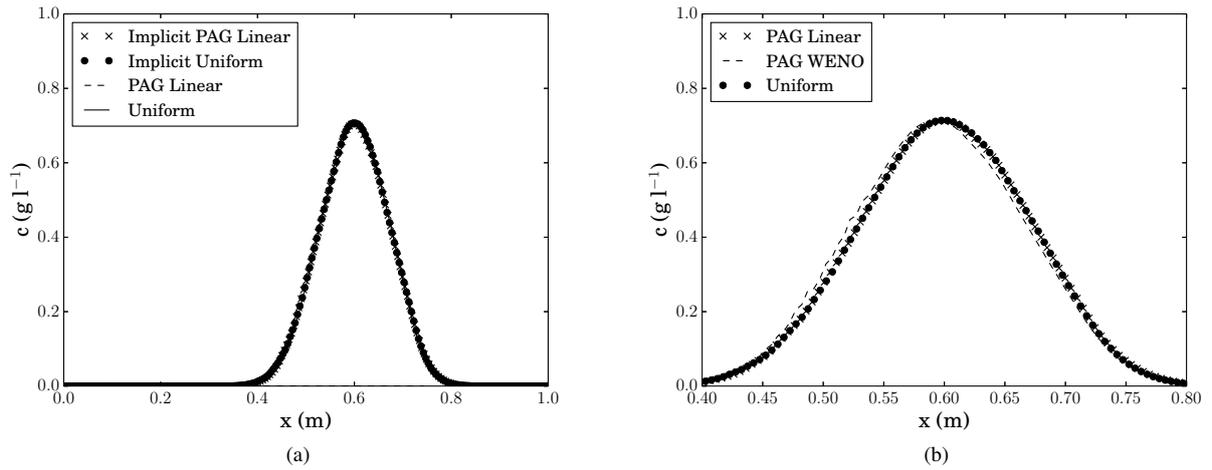 1.0
0.8
0.6
0.4
0.2
0.0
c (g l⁻¹)
× × Implicit PAG Linear
● ● Implicit Uniform
-- PAG Linear
— Uniform
0.0 0.2 0.4 0.6 0.8 1.0
x (m)
(a)
1.0
0.8
0.6
0.4
0.2
0.0
c (g l⁻¹)
× × PAG Linear
-- PAG WENO
● ● Uniform
0.40 0.45 0.50 0.55 0.60 0.65 0.70 0.75 0.80
x (m)
(b)